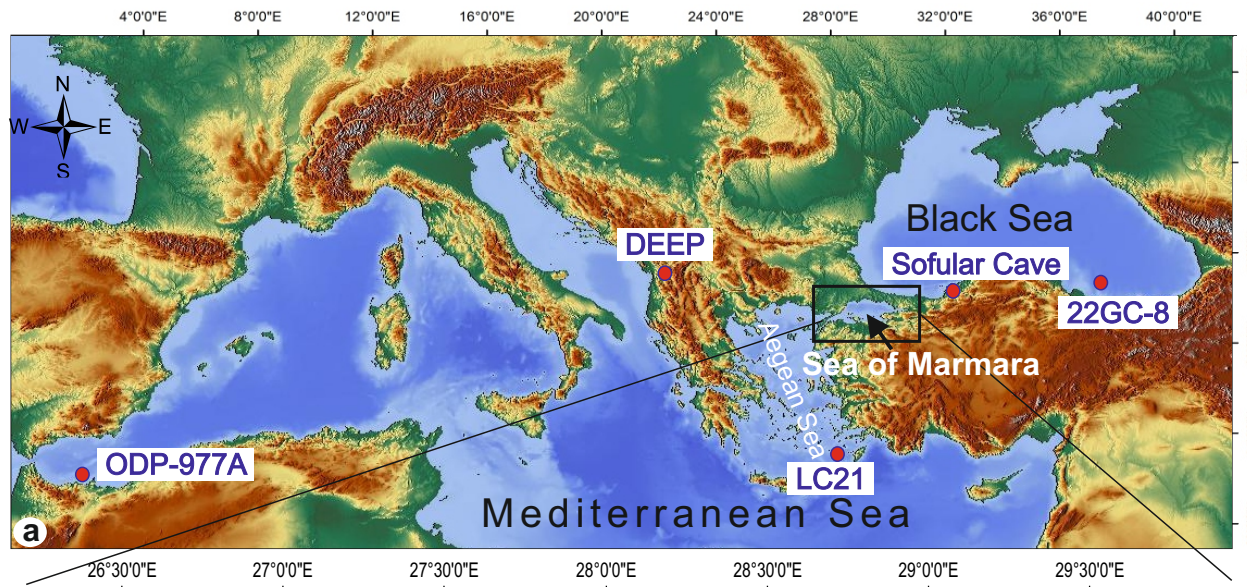 4°0'0"E 8°0'0"E 12°0'0"E 16°0'0"E 20°0'0"E 24°0'0"E 28°0'0"E 32°0'0"E 36°0'0"E 40°0'0"E
N
W E
S
Black Sea
DEEP
Sofular Cave
22GC-8
Sea of Marmara
Aegean Sea
ODP-977A
LC21
Mediterranean Sea
a
26°30'0"E 27°0'0"E 27°30'0"E 28°0'0"E 28°30'0"E 29°0'0"E 29°30'0"E